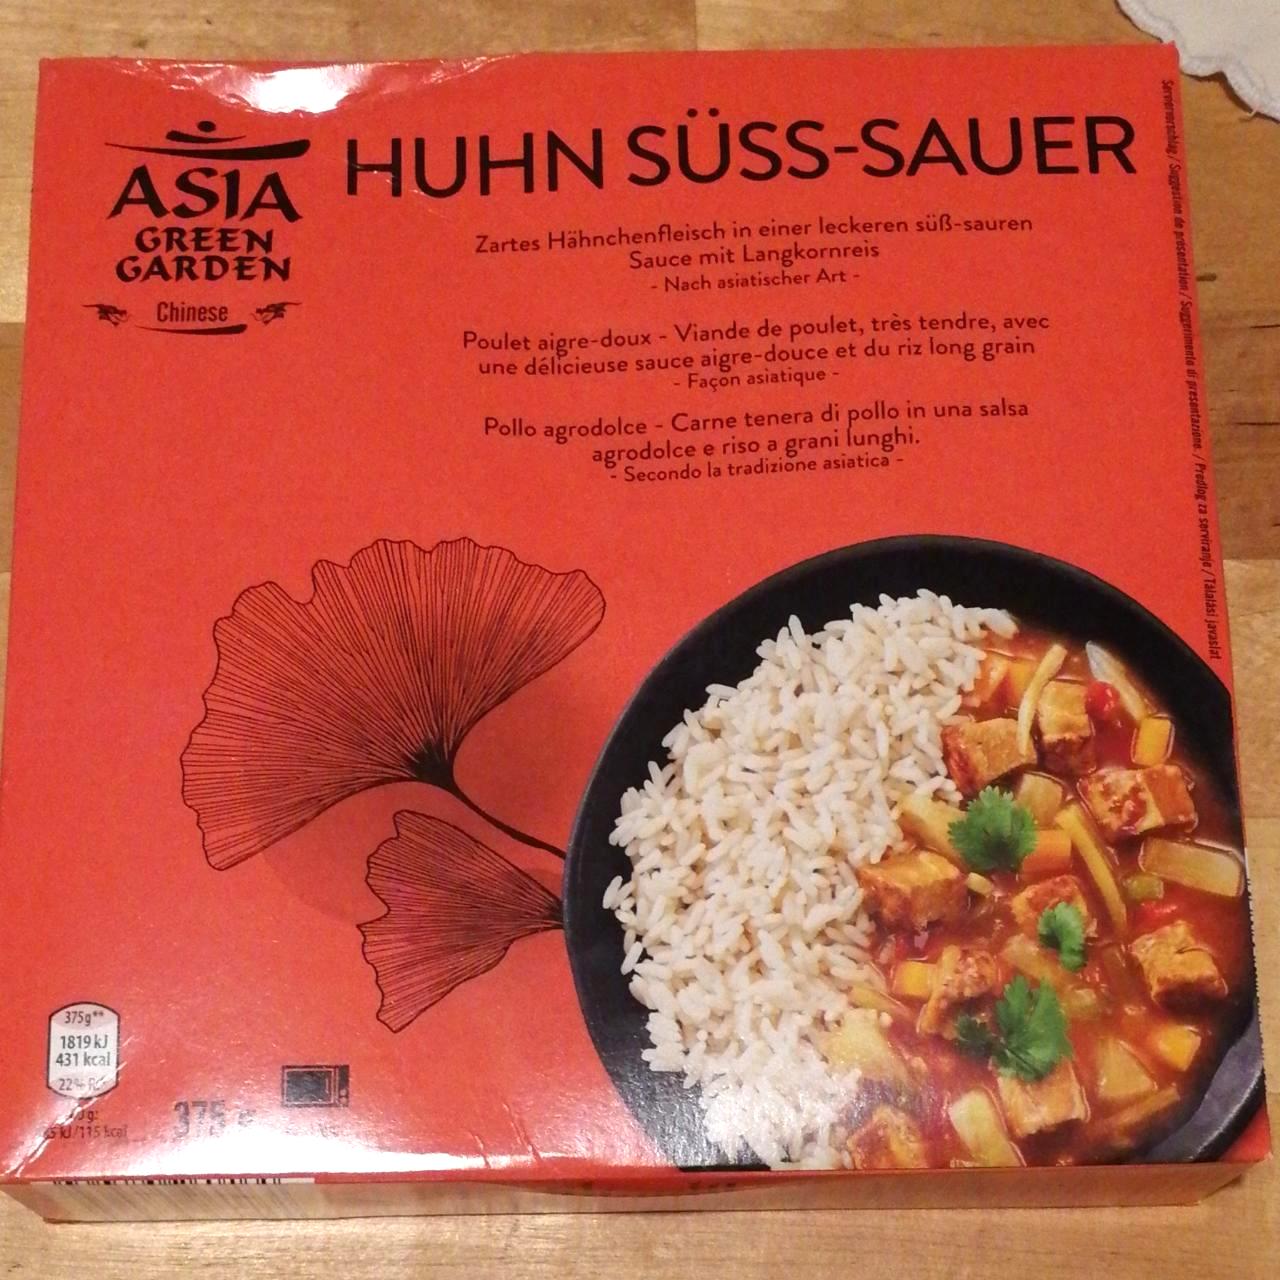 ASIA
GREEN
GARDEN
Chinese
HUHN SÜSS-SAUER
Zartes Hähnchenfleisch in einer leckeren süß-sauren
Sauce mit Langkornreis
- Nach asiatischer Art -
Poulet aigre-doux - Viande de poulet, très tendre, avec
une délicieuse sauce aigre-douce et du riz long grain
- Façon asiatique -
Pollo agrodolce - Carne tenera di pollo in una salsa
agrodolce e riso a grani lunghi.
- Secondo la tradizione asiatica -
Serviervorschlag / Suggestion de présentation / Suggerimento di presentazione / Predlog za serviranje / Tálalási javaslat
375g**
1819 kJ
431 kcal
22%
/115 kcal
375